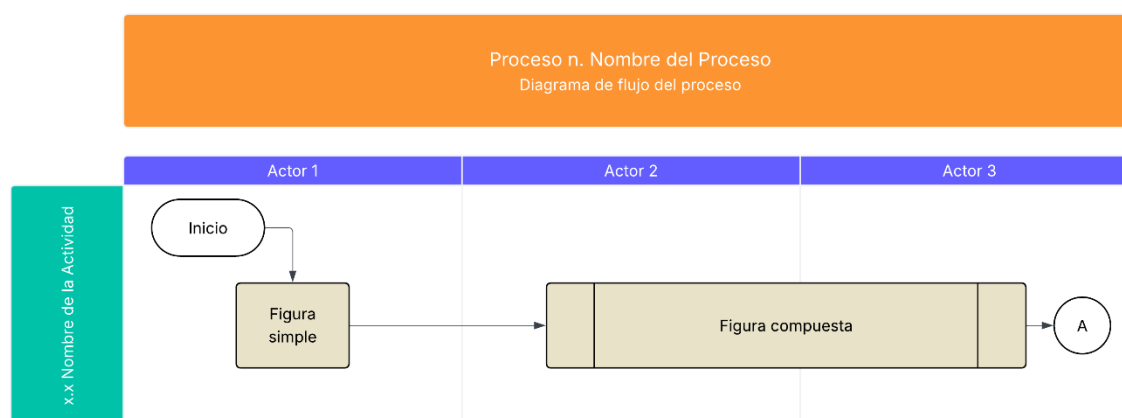 Proceso n. Nombre del Proceso
Diagrama de flujo del proceso
Actor 1
Actor 2
Actor 3
x.x Nombre de la Actividad
Inicio
Figura
simple
Figura compuesta
A